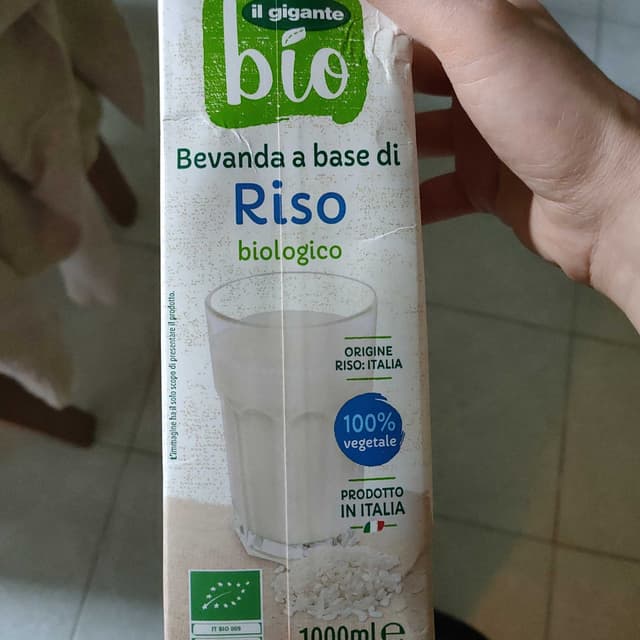 il gigante
bío
Bevanda a base di
Riso
biologico
L'immagine ha il solo scopo di presentare il prodotto.
ORIGINE
RISO: ITALIA
100%
vegetale
PRODOTTO
IN ITALIA
IT BIO 009
1000ml e